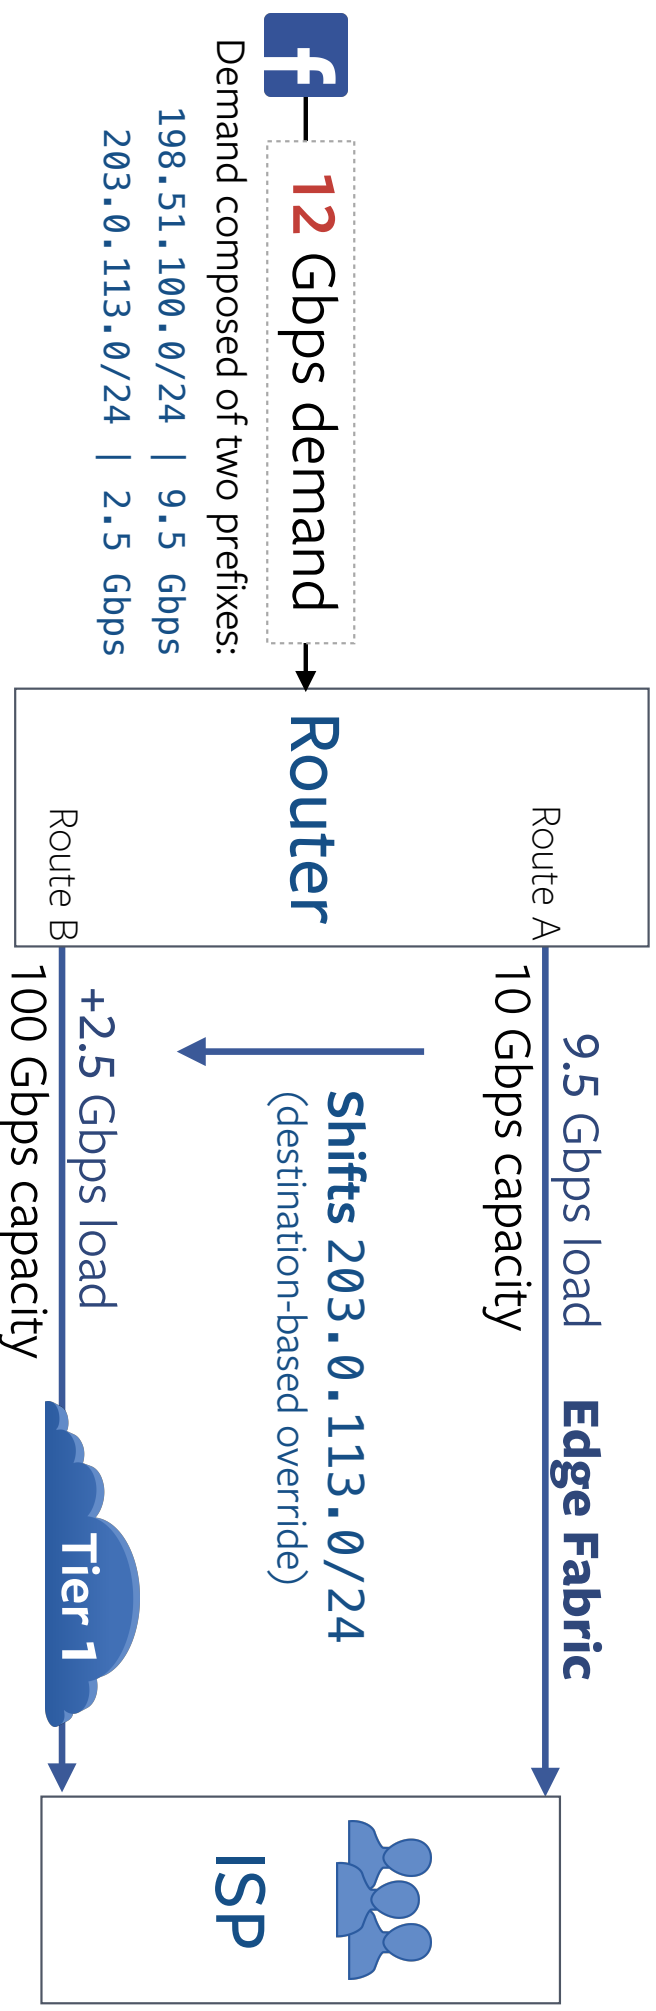 f
12 Gbps demand
Demand composed of two prefixes:
198.51.100.0/24 | 9.5 Gbps
203.0.113.0/24 | 2.5 Gbps
Router
Route A
Route B
9.5 Gbps load
Edge Fabric
10 Gbps capacity
Shifts 203.0.113.0/24
(destination-based override)
+2.5 Gbps load
100 Gbps capacity
Tier 1
ISP